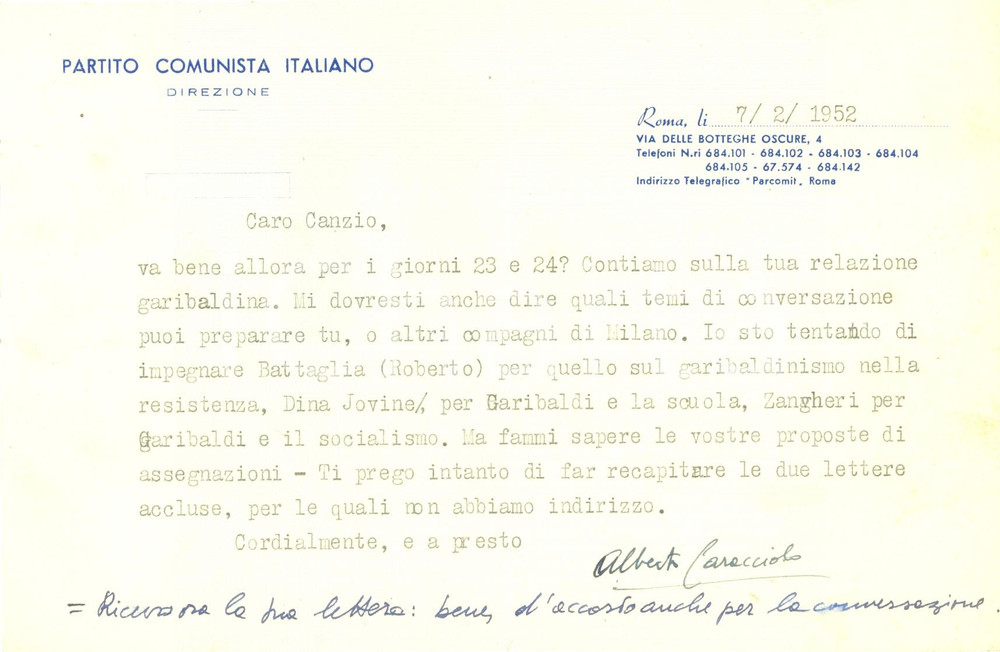 PARTITO COMUNISTA ITALIANO
DIREZIONE
Roma, lì 7/ 2/ 1952
VIA DELLE BOTTEGHE OSCURE, 4
Telefoni N.ri 684.101 - 684.102 - 684.103 - 684.104
684.105 - 67.574 - 684.142
Indirizzo Telegrafico "Parcomit, Roma
Caro Canzio,
va bene allora per i giorni 23 e 24? Contiamo sulla tua relazione
garibaldina. Mi dovresti anche dire quali temi di conversazione
puoi preparare tu, o altri compagni di Milano. Io sto tentando di
impegnare Battaglia (Roberto) per quello sul garibaldinismo nella
resistenza, Dina Jovine/, per Garibaldi e la scuola, Zangheri per
Garibaldi e il socialismo. Ma fammi sapere le vostre proposte di
assegnazioni - Ti prego intanto di far recapitare le due lettere
accluse, per le quali non abbiamo indirizzo.
Cordialmente, e a presto
Alberto Caracciolo
= Ricevo ora la tua lettera: bene, d'accordo anche per la conversazione.